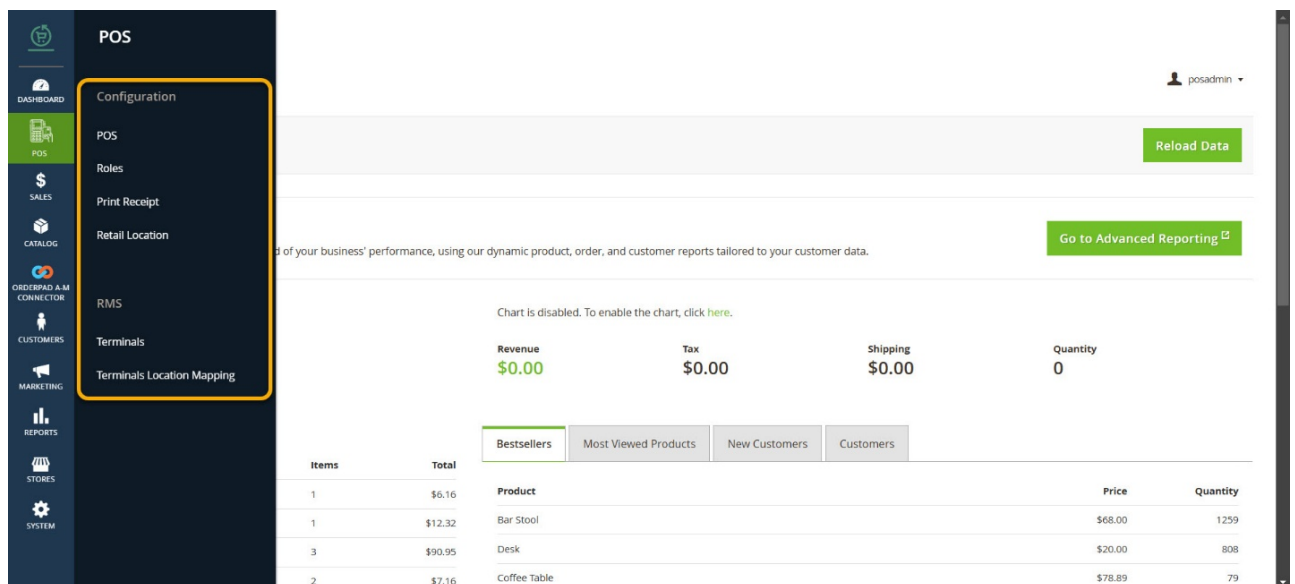 POS
DASHBOARD
POS
SALES
CATALOG
ORDERPAD A-M
CONNECTOR
CUSTOMERS
MARKETING
REPORTS
STORES
SYSTEM
Configuration
POS
Roles
Print Receipt
Retail Location
RMS
Terminals
Terminals Location Mapping
posadmin
Reload Data
of your business' performance, using our dynamic product, order, and customer reports tailored to your customer data.
Go to Advanced Reporting
Chart is disabled. To enable the chart, click here.
Revenue Tax Shipping Quantity
$0.00 $0.00 $0.00 0
Items Total
1 $6.16
1 $12.32
3 $90.95
2 $7.16
Bestsellers Most Viewed Products New Customers Customers
Product Price Quantity
Bar Stool $68.00 1259
Desk $20.00 808
Coffee Table $78.89 79